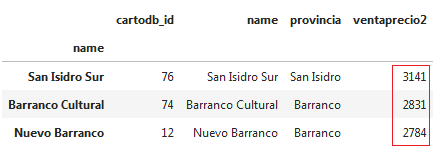 cartodb_id name provincia ventaprecio2
name
San Isidro Sur 76 San Isidro Sur San Isidro 3141
Barranco Cultural 74 Barranco Cultural Barranco 2831
Nuevo Barranco 12 Nuevo Barranco Barranco 2784